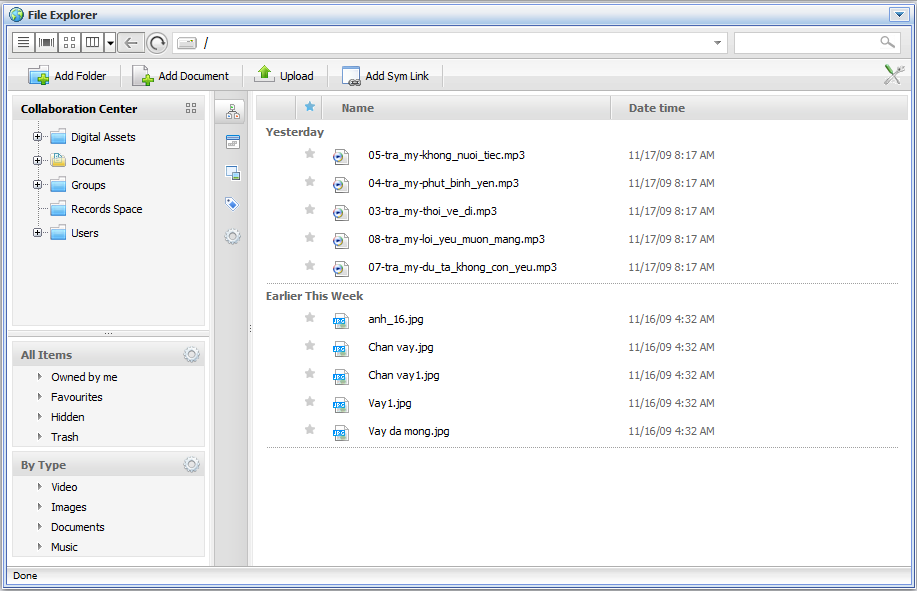 File Explorer
/
Add Folder Add Document Upload Add Sym Link
Collaboration Center
Digital Assets
Documents
Groups
Records Space
Users
All Items
Owned by me
Favourites
Hidden
Trash
By Type
Video
Images
Documents
Music
Name Date time
Yesterday
05-tra_my-khong_nuoi_tiec.mp3 11/17/09 8:17 AM
04-tra_my-phut_binh_yen.mp3 11/17/09 8:17 AM
03-tra_my-thoi_ve_di.mp3 11/17/09 8:17 AM
08-tra_my-loi_yeu_muon_mang.mp3 11/17/09 8:17 AM
07-tra_my-du_ta_khong_con_yeu.mp3 11/17/09 8:17 AM
Earlier This Week
JPG anh_16.jpg 11/16/09 4:32 AM
JPG Chan vay.jpg 11/16/09 4:32 AM
JPG Chan vay1.jpg 11/16/09 4:32 AM
JPG Vay1.jpg 11/16/09 4:32 AM
JPG Vay da mong.jpg 11/16/09 4:32 AM
Done